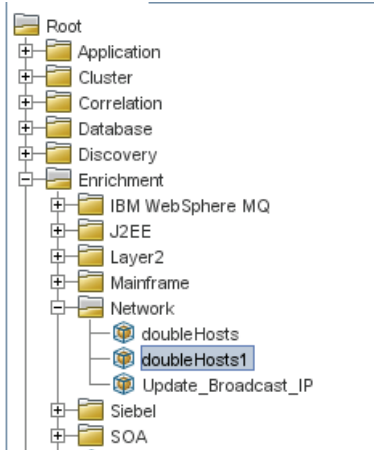 Root
Application
Cluster
Correlation
Database
Discovery
Enrichment
IBM WebSphere MQ
J2EE
Layer2
Mainframe
Network
doubleHosts
doubleHosts1
Update_Broadcast_IP
Siebel
SOA